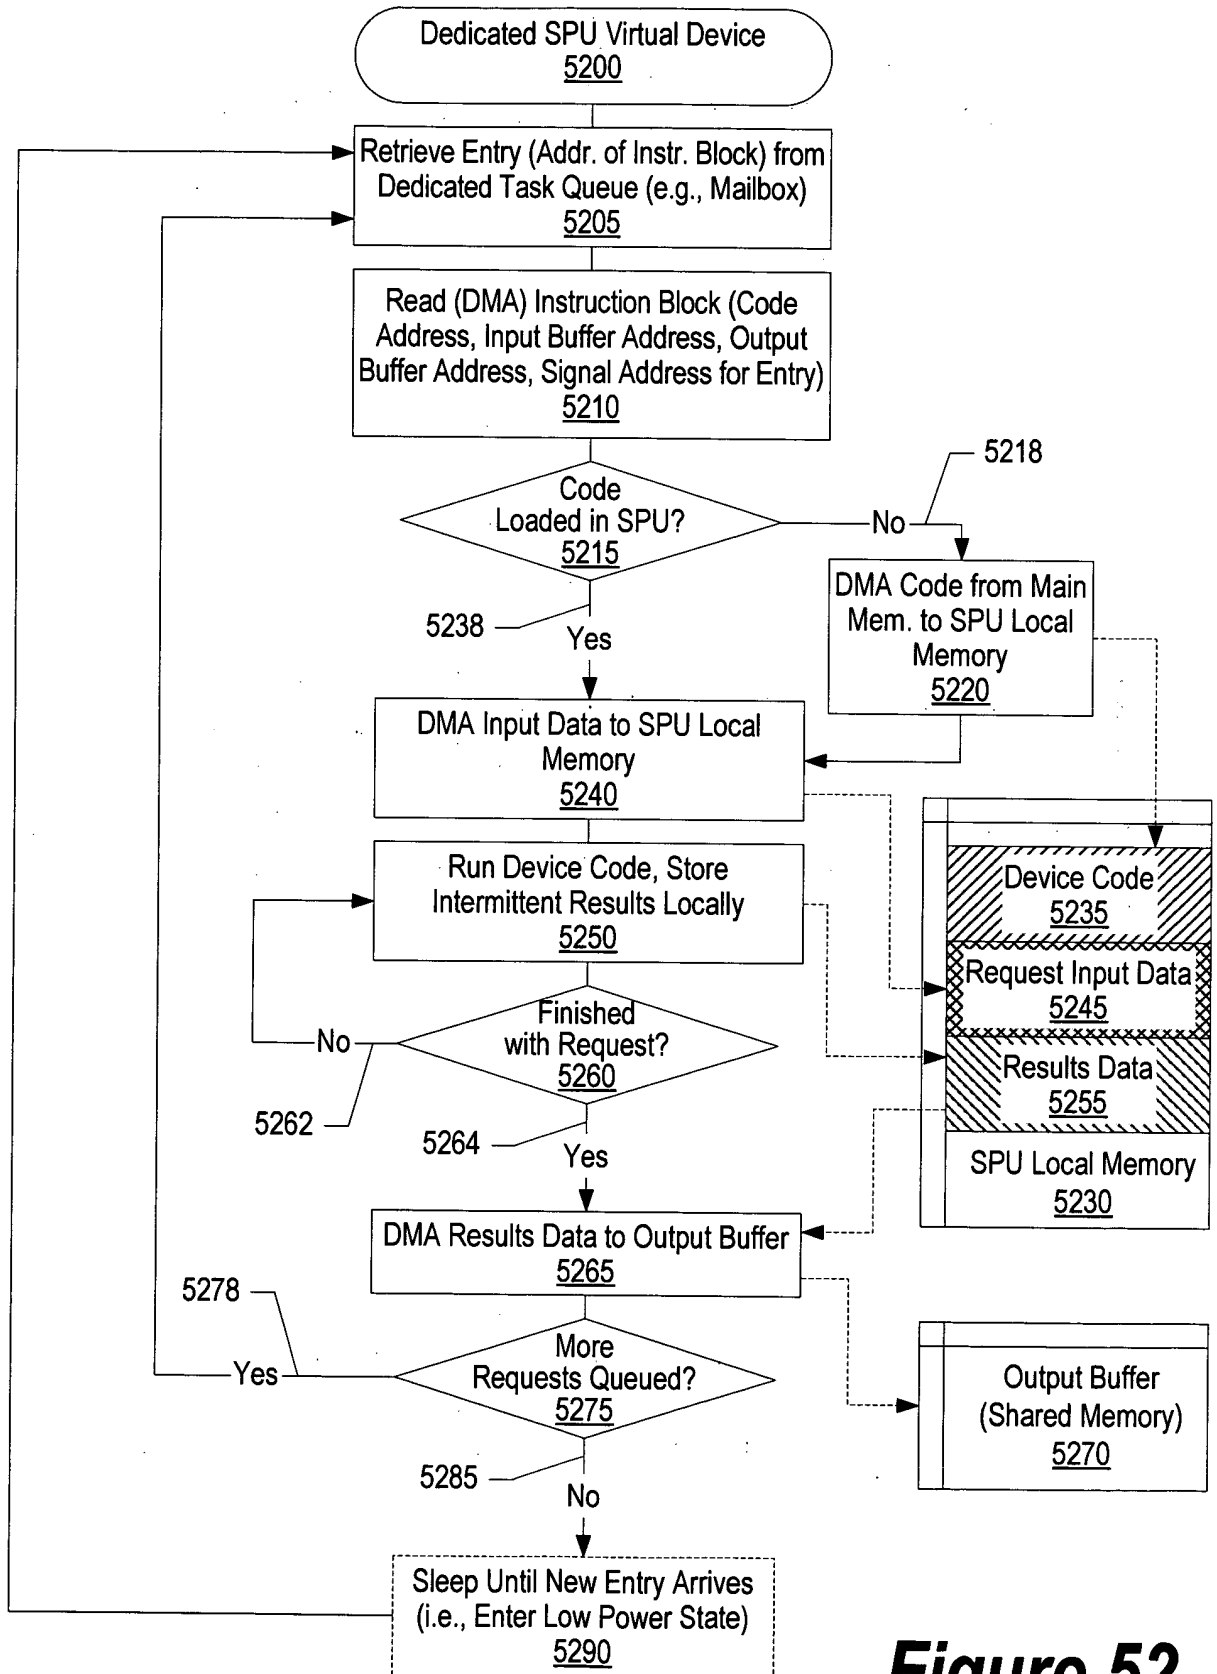 Dedicated SPU Virtual Device
5200
Retrieve Entry (Addr. of Instr. Block) from
Dedicated Task Queue (e.g., Mailbox)
5205
Read (DMA) Instruction Block (Code
Address, Input Buffer Address, Output
Buffer Address, Signal Address for Entry)
5210
5218
Code
Loaded in SPU?
5215
No
5238
Yes
DMA Code from Main
Mem. to SPU Local
Memory
5220
DMA Input Data to SPU Local
Memory
5240
Run Device Code, Store
Intermittent Results Locally
5250
Device Code
5235
Request Input Data
5245
Results Data
5255
SPU Local Memory
5230
Finished
with Request?
5260
No
5262
5264
Yes
DMA Results Data to Output Buffer
5265
5278
More
Requests Queued?
5275
Yes
Output Buffer
(Shared Memory)
5270
5285
No
Sleep Until New Entry Arrives
(i.e., Enter Low Power State)
5290
Figure 52